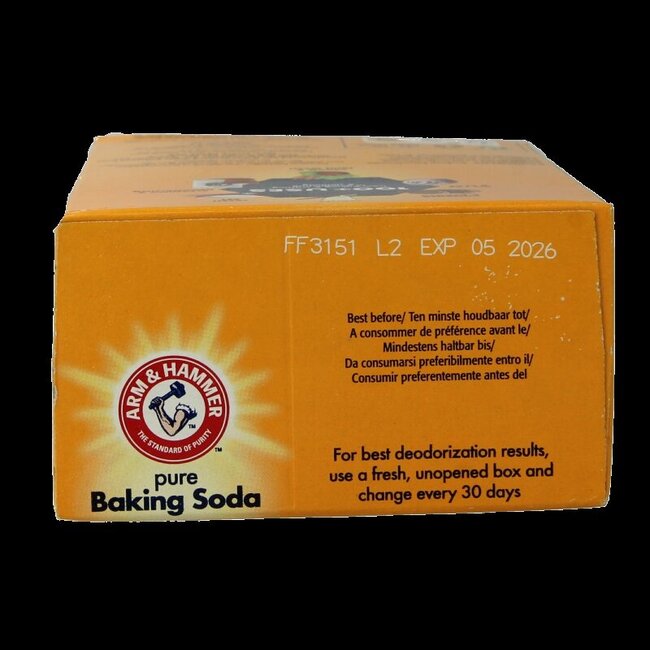 FF3151 L2 EXP 05 2026
Best before/ Ten minste houdbaar tot/
A consommer de préférence avant le/
Mindestens haltbar bis/
Da consumarsi preferibilmente entro il/
Consumir preferentemente antes del
ARM & HAMMER
THE STANDARD OF PURITY
TM
TM
pure
Baking Soda
For best deodorization results,
use a fresh, unopened box and
change every 30 days